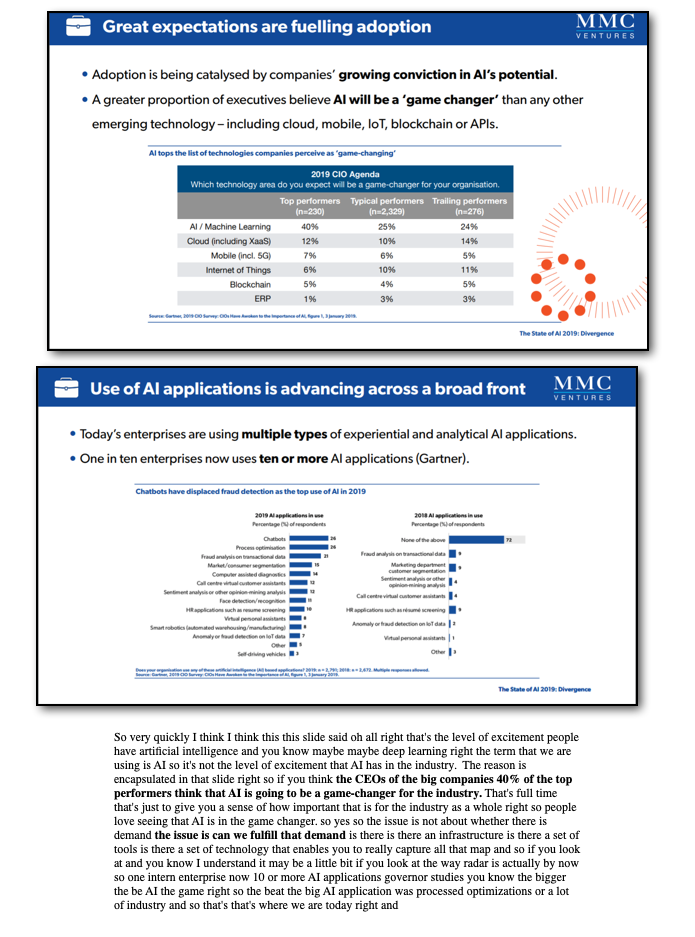 Great expectations are fuelling adoption
MMC
VENTURES
• Adoption is being catalysed by companies’ growing conviction in AI’s potential.
• A greater proportion of executives believe AI will be a ‘game changer’ than any other
emerging technology – including cloud, mobile, IoT, blockchain or APIs.
AI tops the list of technologies companies perceive as ‘game-changing’
2019 CIO Agenda
Which technology area do you expect will be a game-changer for your organisation.
Top performers (n=230) Typical performers (n=2,329) Trailing performers (n=276)
AI / Machine Learning 40% 25% 24%
Cloud (including XaaS) 12% 10% 14%
Mobile (incl. 5G) 7% 6% 5%
Internet of Things 6% 10% 11%
Blockchain 5% 4% 5%
ERP 1% 3% 3%
Source: Gartner, 2019 CIO Survey: CIOs Have Awoken to the Importance of AI, figure 1, 3 January 2019.
The State of AI 2019: Divergence
Use of AI applications is advancing across a broad front
MMC
VENTURES
• Today’s enterprises are using multiple types of experiential and analytical AI applications.
• One in ten enterprises now uses ten or more AI applications (Gartner).
Chatbots have displaced fraud detection as the top use of AI in 2019
2019 AI applications in use
Percentage (%) of respondents
Chatbots 26
Process optimisation 26
Fraud analysis on transactional data 21
Market/consumer segmentation 15
Computer assisted diagnostics 14
Call centre virtual customer assistants 12
Sentiment analysis or other opinion-mining analysis 12
Face detection/recognition 11
HR applications such as resume screening 10
Virtual personal assistants 8
Smart robotics (automated warehousing/manufacturing) 8
Anomaly or fraud detection on IoT data 7
Other 5
Self-driving vehicles 3
2018 AI applications in use
Percentage (%) of respondents
None of the above 72
Fraud analysis on transactional data 9
Marketing department
customer segmentation 9
Sentiment analysis or other
opinion-mining analysis 4
Call centre virtual customer assistants 4
HR applications such as résumé screening 9
Anomaly or fraud detection on IoT data 2
Virtual personal assistants 1
Other 3
Does your organisation use any of these artificial intelligence (AI) based applications? 2019: n = 2,791; 2018: n = 2,672. Multiple responses allowed.
Source: Gartner, 2019 CIO Survey: CIOs Have Awoken to the Importance of AI, figure 1, 3 January 2019.
The State of AI 2019: Divergence
So very quickly I think I think this this slide said oh all right that's the level of excitement people
have artificial intelligence and you know maybe maybe deep learning right the term that we are
using is AI so it's not the level of excitement that AI has in the industry. The reason is
encapsulated in that slide right so if you think the CEOs of the big companies 40% of the top
performers think that AI is going to be a game-changer for the industry. That's full time
that's just to give you a sense of how important that is for the industry as a whole right so people
love seeing that AI is in the game changer. so yes so the issue is not about whether there is
demand the issue is can we fulfill that demand is there is there an infrastructure is there a set of
tools is there a set of technology that enables you to really capture all that map and so if you look
at and you know I understand it may be a little bit if you look at the way radar is actually by now
so one intern enterprise now 10 or more AI applications governor studies you know the bigger
the be AI the game right so the beat the big AI application was processed optimizations or a lot
of industry and so that's that's where we are today right and